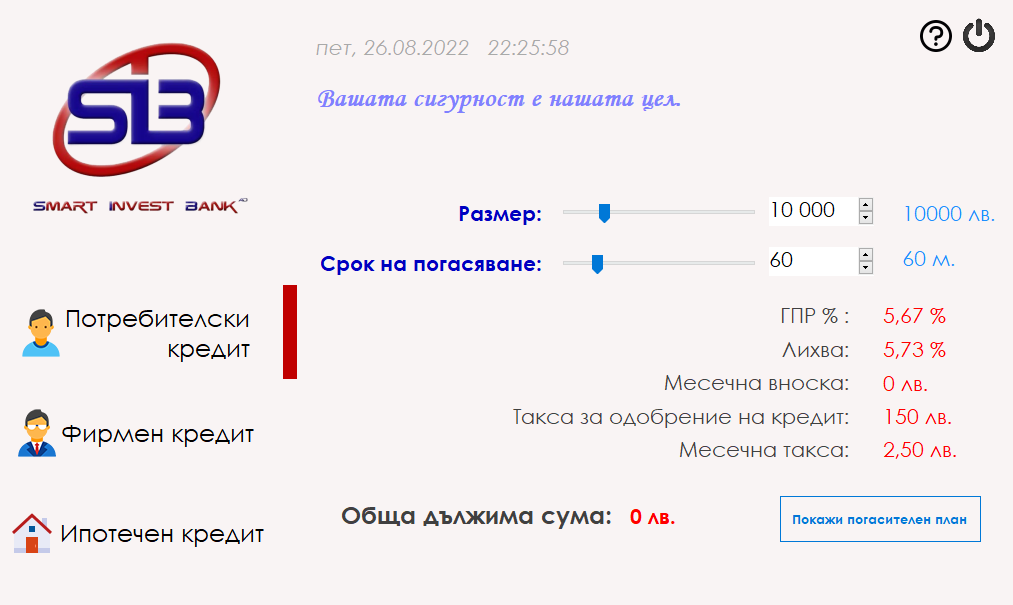 SLB
SMART INVEST BANK AD
пет, 26.08.2022 22:25:58
Вашата сигурност е нашата цел.
Размер: 10 000 10000 лв.
Срок на погасяване: 60 60 м.
Потребителски
кредит
Фирмен кредит
Ипотечен кредит
ГПР % : 5,67 %
Лихва: 5,73 %
Месечна вноска: 0 лв.
Такса за одобрение на кредит: 150 лв.
Месечна такса: 2,50 лв.
Обща дължима сума: 0 лв.
Покажи погасителен план